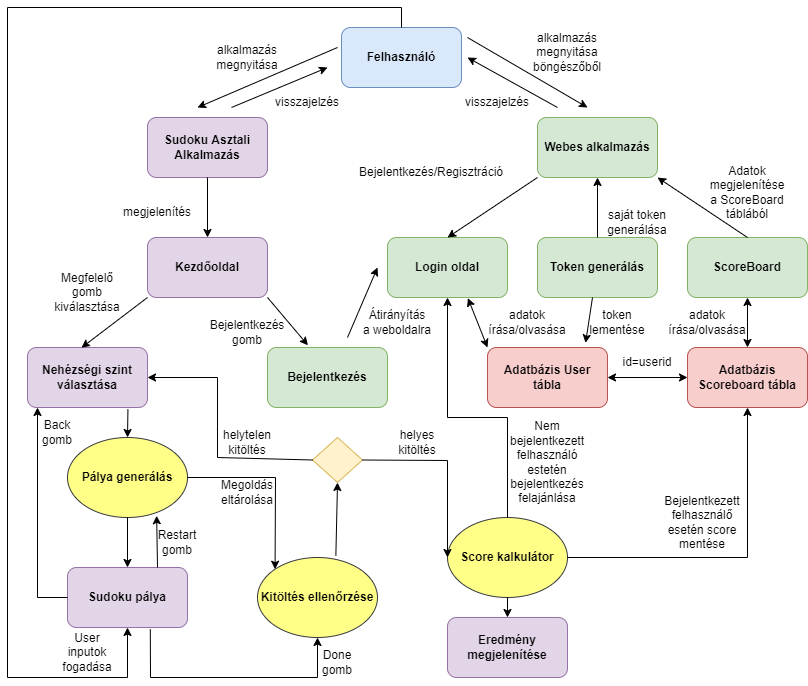 Felhasználó
alkalmazás
megnyitása
visszajelzés
visszajelzés
alkalmazás
megnyitása
böngészőből
Sudoku Asztali
Alkalmazás
Webes alkalmazás
megjelenítés
Bejelentkezés/Regisztráció
saját token
generálása
Adatok
megjelenítése
a ScoreBoard
táblából
Kezdőoldal
Login oldal
Token generálás
ScoreBoard
Megfelelő
gomb
kiválasztása
Bejelentkezés
gomb
Átirányítás
a weboldalra
adatok
írása/olvasása
token
lementése
adatok
írása/olvasása
Nehézségi szint
választása
Bejelentkezés
Adatbázis User
tábla
id=userid
Adatbázis
Scoreboard tábla
Back
gomb
helytelen
kitöltés
helyes
kitöltés
Nem
bejelentkezett
felhasználó
estetén
bejelentkezés
felajánlása
Pálya generálás
Megoldás
eltárolása
Bejelentkezett
felhasználó
esetén score
mentése
Restart
gomb
Score kalkulátor
Sudoku pálya
Kitöltés ellenőrzése
User
inputok
fogadása
Done
gomb
Eredmény
megjelenítése